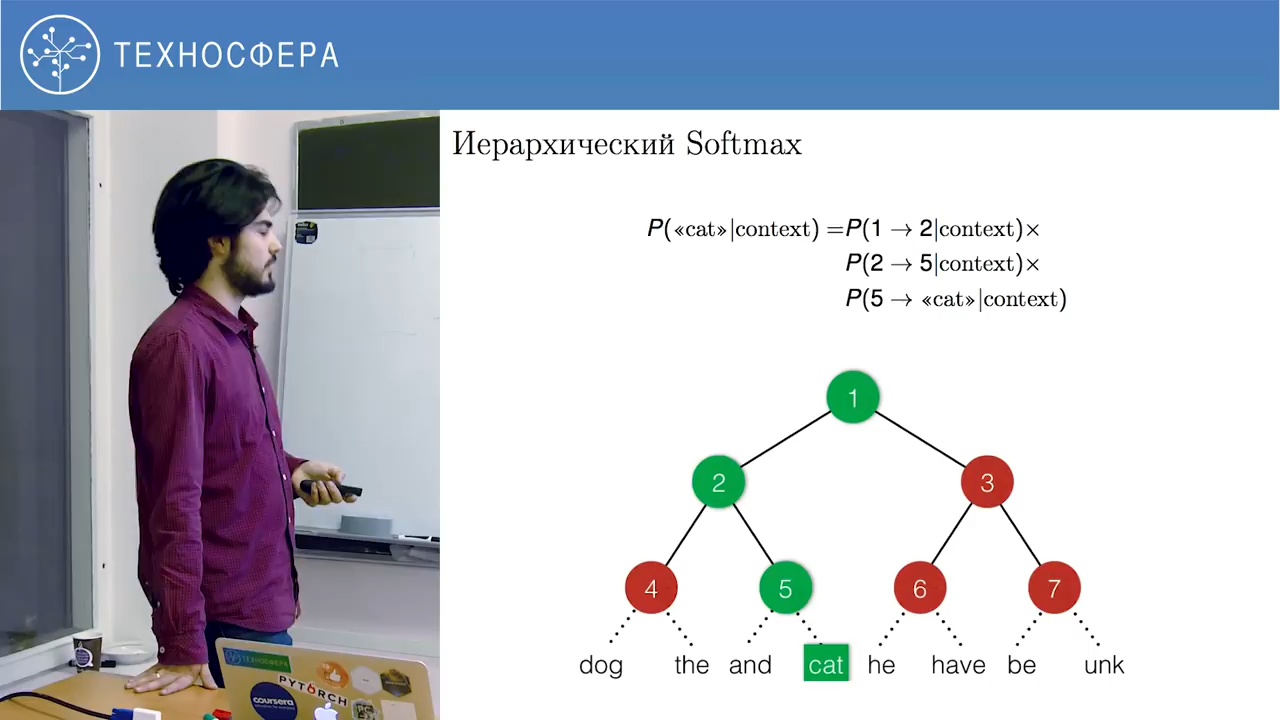 ТЕХНОСФЕРА
Иерархический Softmax
P(«cat»|context) =P(1 → 2|context)×
P(2 → 5|context)×
P(5 → «cat»|context)
1
2
3
4
5
6
7
dog the and cat he have be unk
ТЕХНОСФЕРА
PYTORCH
coursera